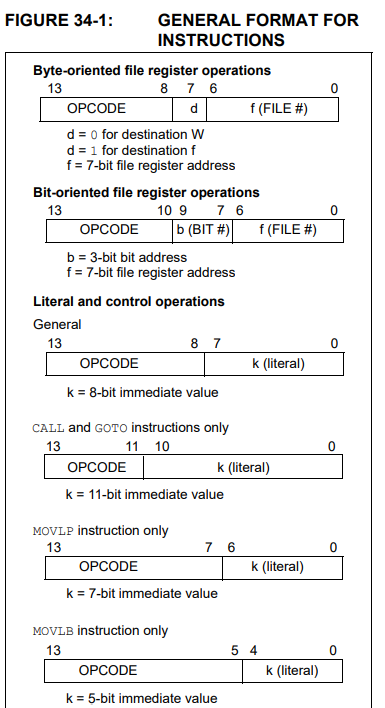 FIGURE 34-1: GENERAL FORMAT FOR
INSTRUCTIONS
Byte-oriented file register operations
13 8 7 6 0
OPCODE d f (FILE #)
d = 0 for destination W
d = 1 for destination f
f = 7-bit file register address
Bit-oriented file register operations
13 10 9 7 6 0
OPCODE b (BIT #) f (FILE #)
b = 3-bit bit address
f = 7-bit file register address
Literal and control operations
General
13 8 7 0
OPCODE k (literal)
k = 8-bit immediate value
CALL and GOTO instructions only
13 11 10 0
OPCODE k (literal)
k = 11-bit immediate value
MOVLP instruction only
13 7 6 0
OPCODE k (literal)
k = 7-bit immediate value
MOVLB instruction only
13 5 4 0
OPCODE k (literal)
k = 5-bit immediate value